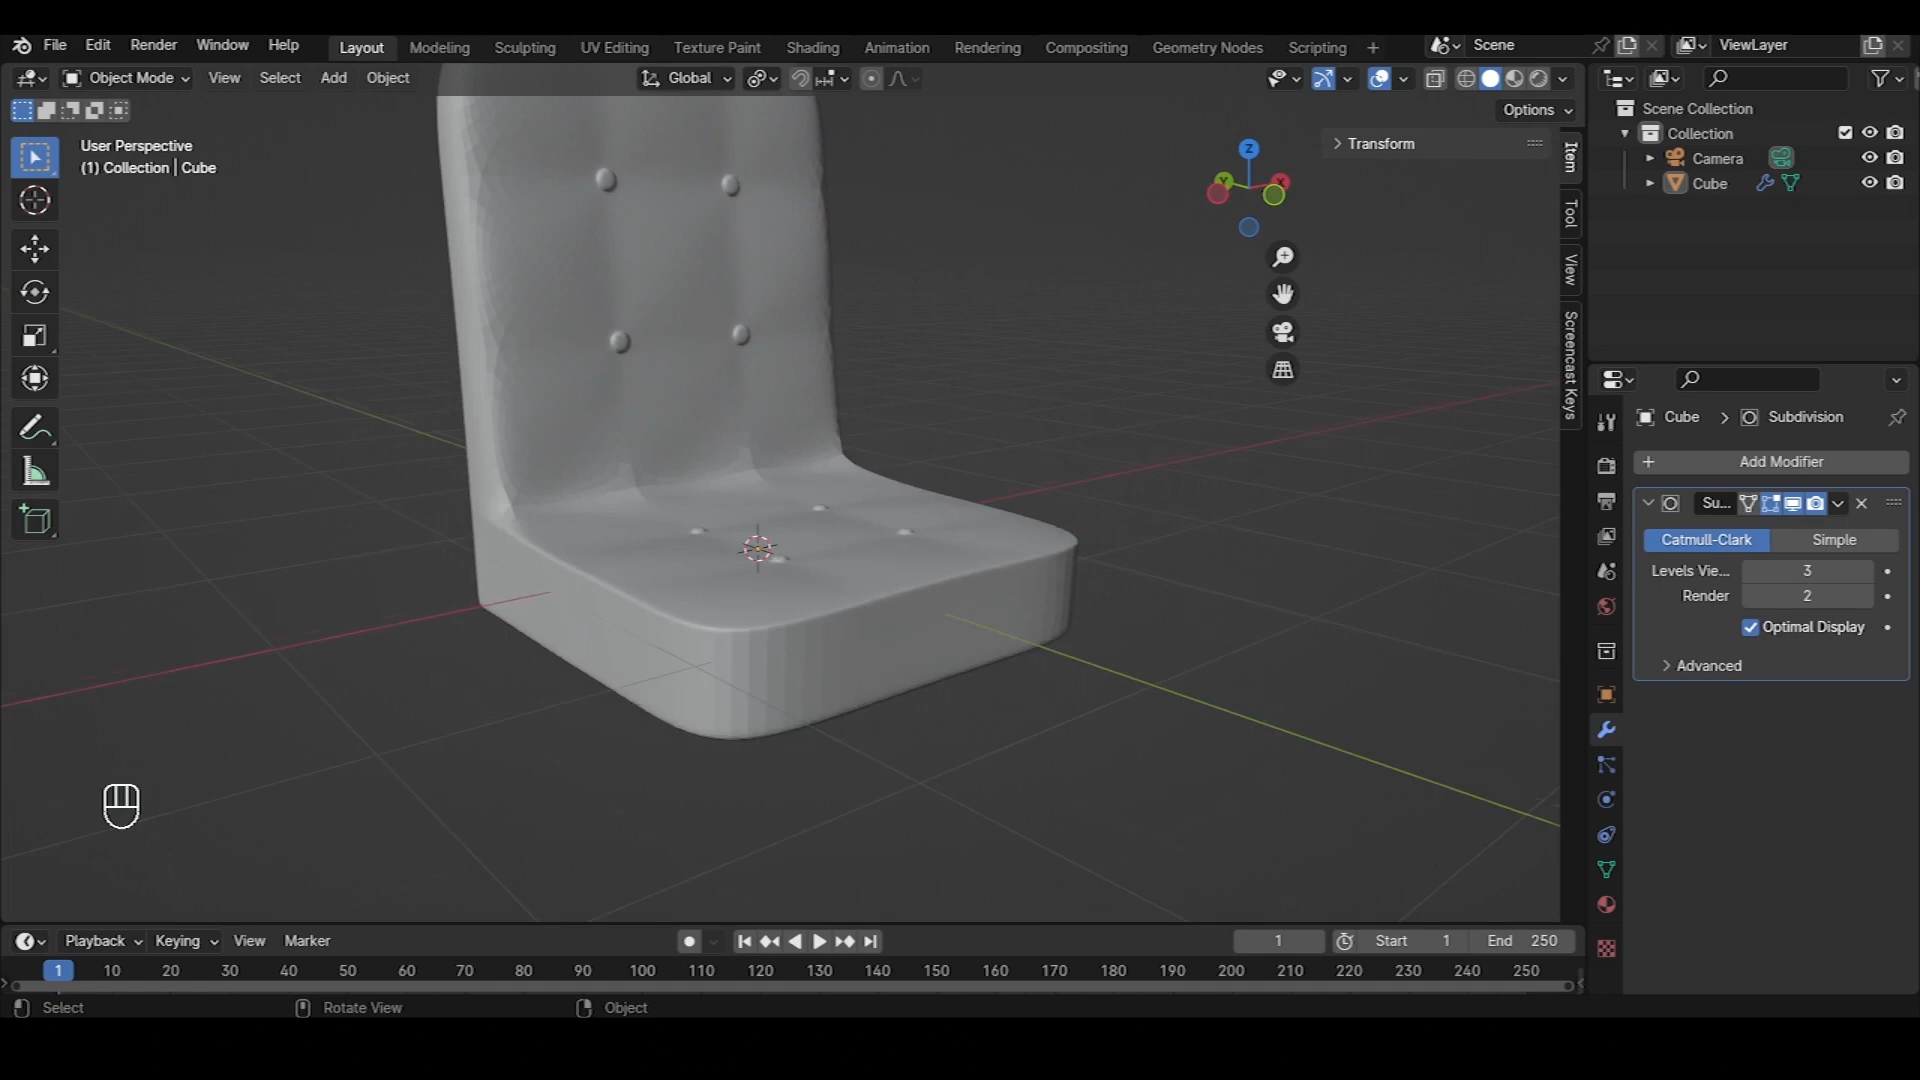 File Edit Render Window Help Layout Modeling Sculpting UV Editing Texture Paint Shading Animation Rendering Compositing Geometry Nodes Scripting + Scene ViewLayer
Object Mode View Select Add Object Global
Options
User Perspective
(1) Collection | Cube
Transform
Z
Y
X
Item
Tool
View
Screencast Keys
Scene Collection
Collection
Camera
Cube
Cube > Subdivision
+ Add Modifier
Su...
Catmull-Clark Simple
Levels Vie... 3
Render 2
Optimal Display
Advanced
Playback Keying View Marker 1 Start 1 End 250
1 10 20 30 40 50 60 70 80 90 100 110 120 130 140 150 160 170 180 190 200 210 220 230 240 250
Select Rotate View Object